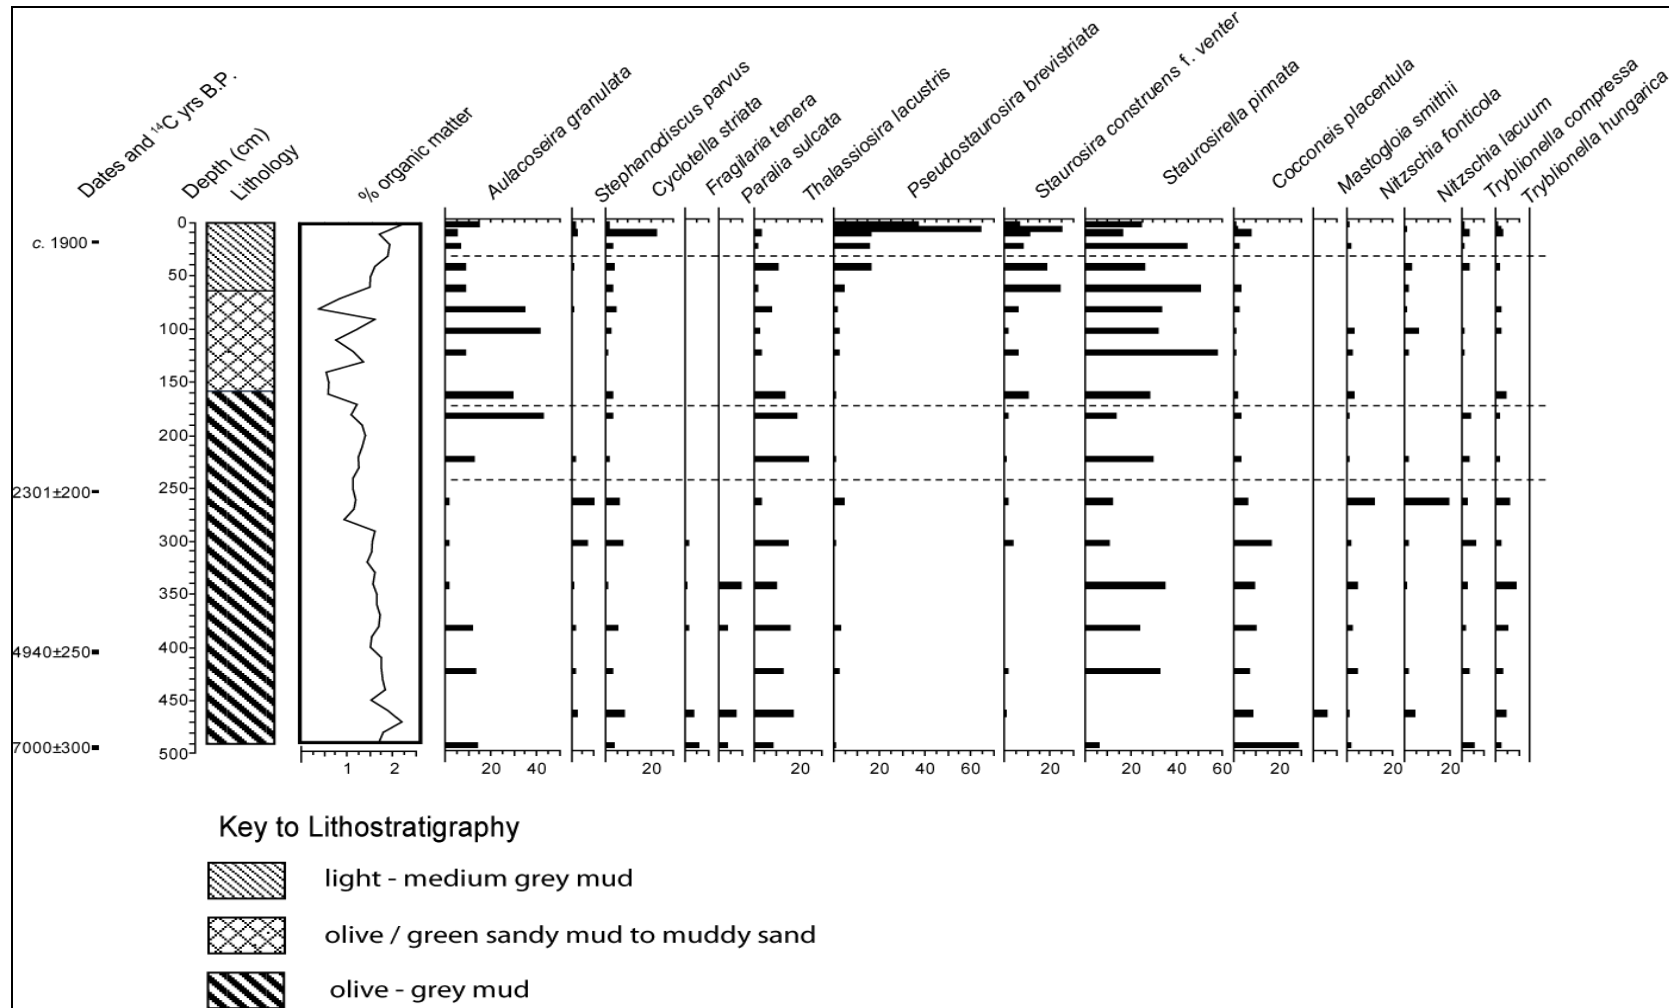 Dates and ¹⁴C yrs B.P.
Depth (cm)
Lithology
% organic matter
Aulacoseira granulata
Stephanodiscus parvus
Cyclotella striata
Fragilaria tenera
Paralia sulcata
Thalassiosira lacustris
Pseudostaurosira brevistriata
Staurosira construens f. venter
Staurosirella pinnata
Cocconeis placentula
Mastogloia smithii
Nitzschia fonticola
Nitzschia lacuum
Tryblionella compressa
Tryblionella hungarica
c. 1900
2301±200
4940±250
7000±300
0
50
100
150
200
250
300
350
400
450
500
1 2
20 40
20
20
20 40 60
20
20 40 60
20
20
20
Key to Lithostratigraphy
light - medium grey mud
olive / green sandy mud to muddy sand
olive - grey mud